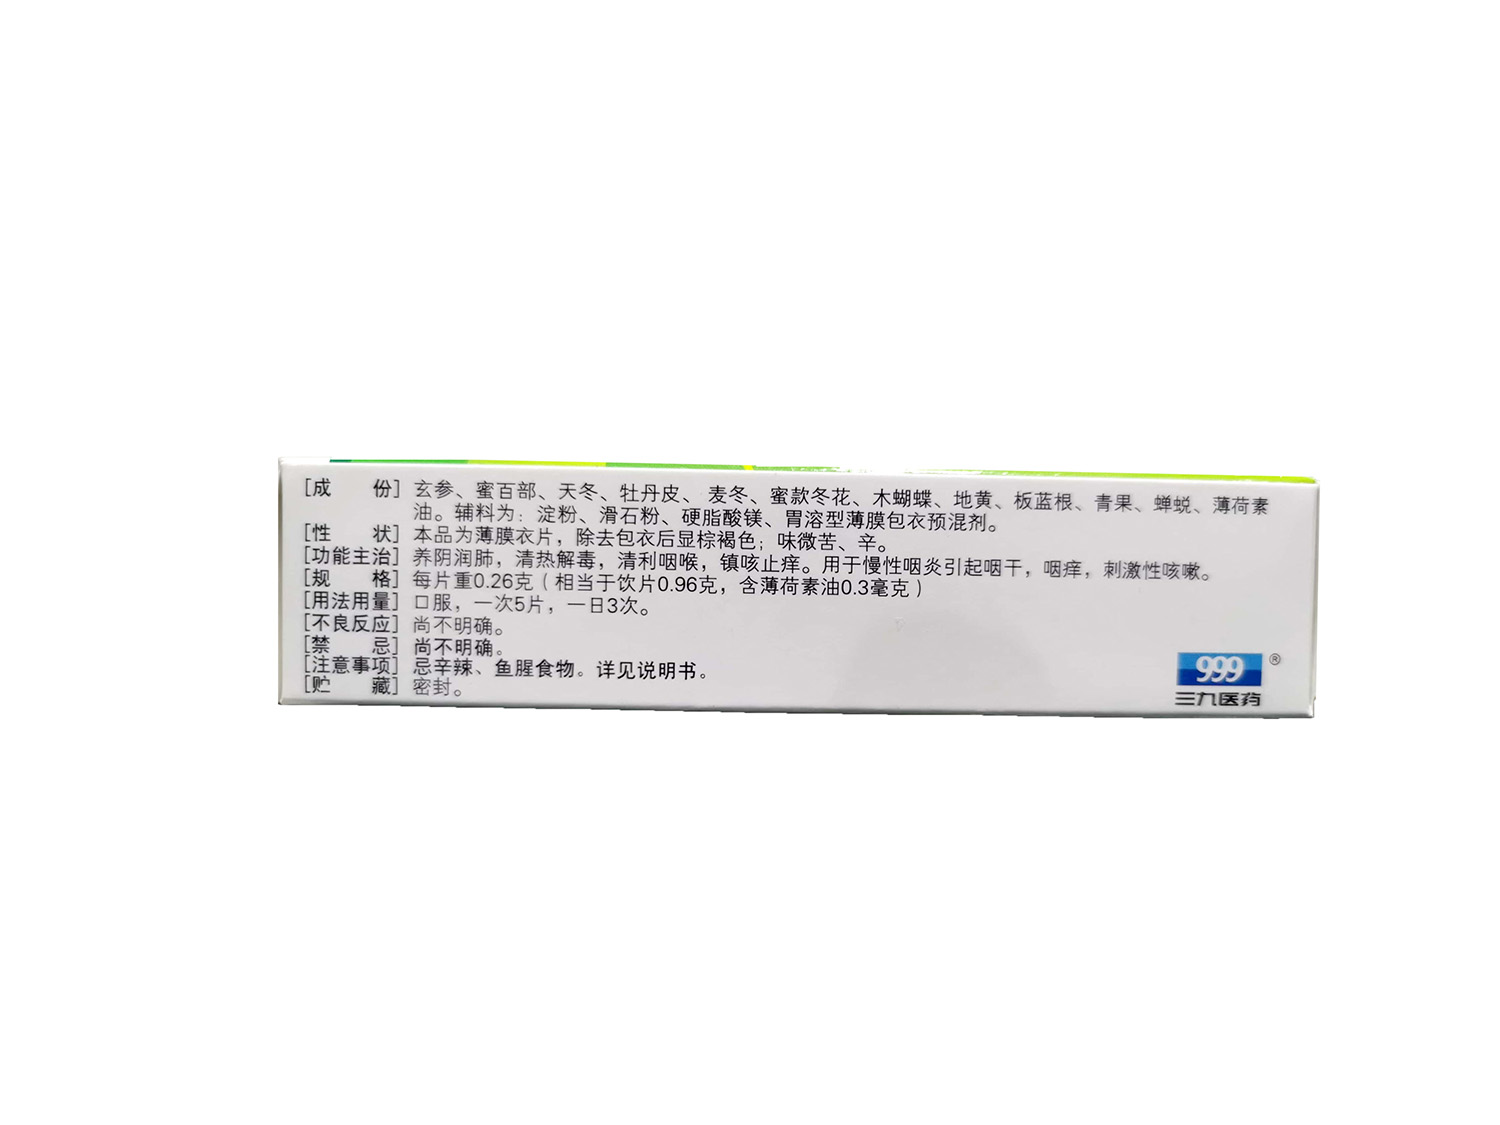 [成　份] 玄参、蜜百部、天冬、牡丹皮、麦冬、蜜款冬花、木蝴蝶、地黄、板蓝根、青果、蝉蜕、薄荷素
油。辅料为：淀粉、滑石粉、硬脂酸镁、胃溶型薄膜包衣预混剂。
[性　状] 本品为薄膜衣片，除去包衣后显棕褐色；味微苦、辛。
[功能主治] 养阴润肺，清热解毒，清利咽喉，镇咳止痒。用于慢性咽炎引起咽干，咽痒，刺激性咳嗽。
[规　格] 每片重0.26克（相当于饮片0.96克，含薄荷素油0.3毫克）
[用法用量] 口服，一次5片，一日3次。
[不良反应] 尚不明确。
[禁　忌] 尚不明确。
[注意事项] 忌辛辣、鱼腥食物。详见说明书。
[贮　藏] 密封。
999®
三九医药